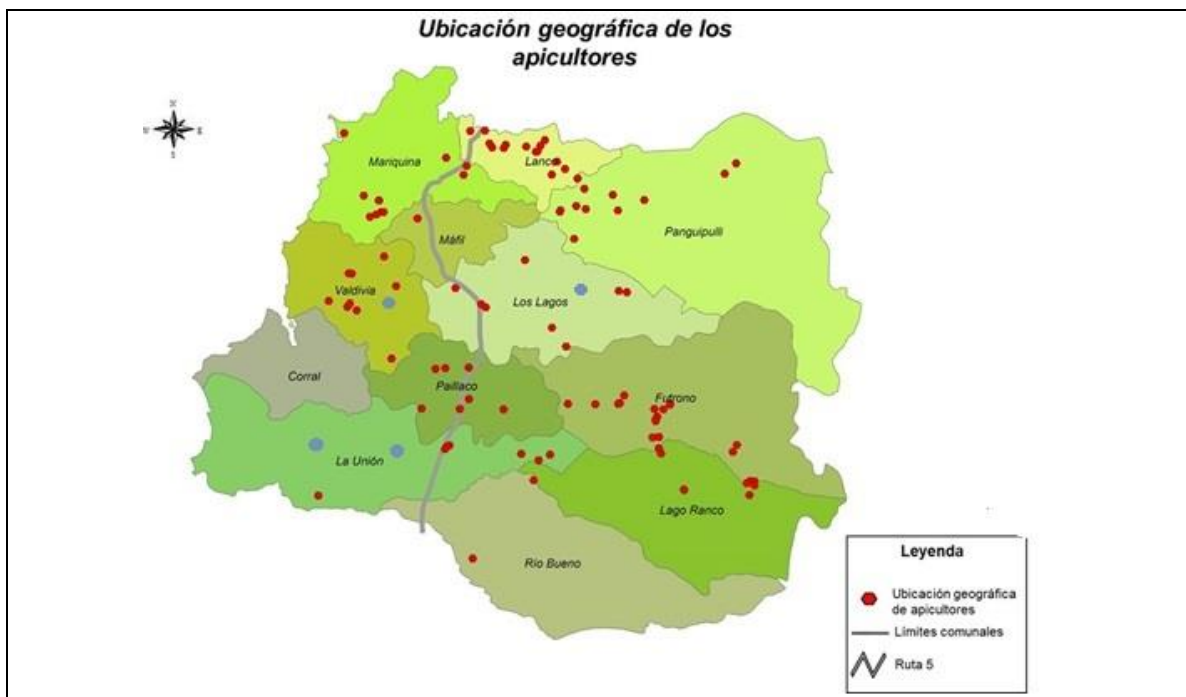 Ubicación geográfica de los
apicultores
Mariquina
Lanco
Panguipulli
Máfil
Valdivia
Los Lagos
Corral
Paillaco
Futrono
La Unión
Lago Ranco
Río Bueno
Leyenda
Ubicación geográfica
de apicultores
Límites comunales
Ruta 5